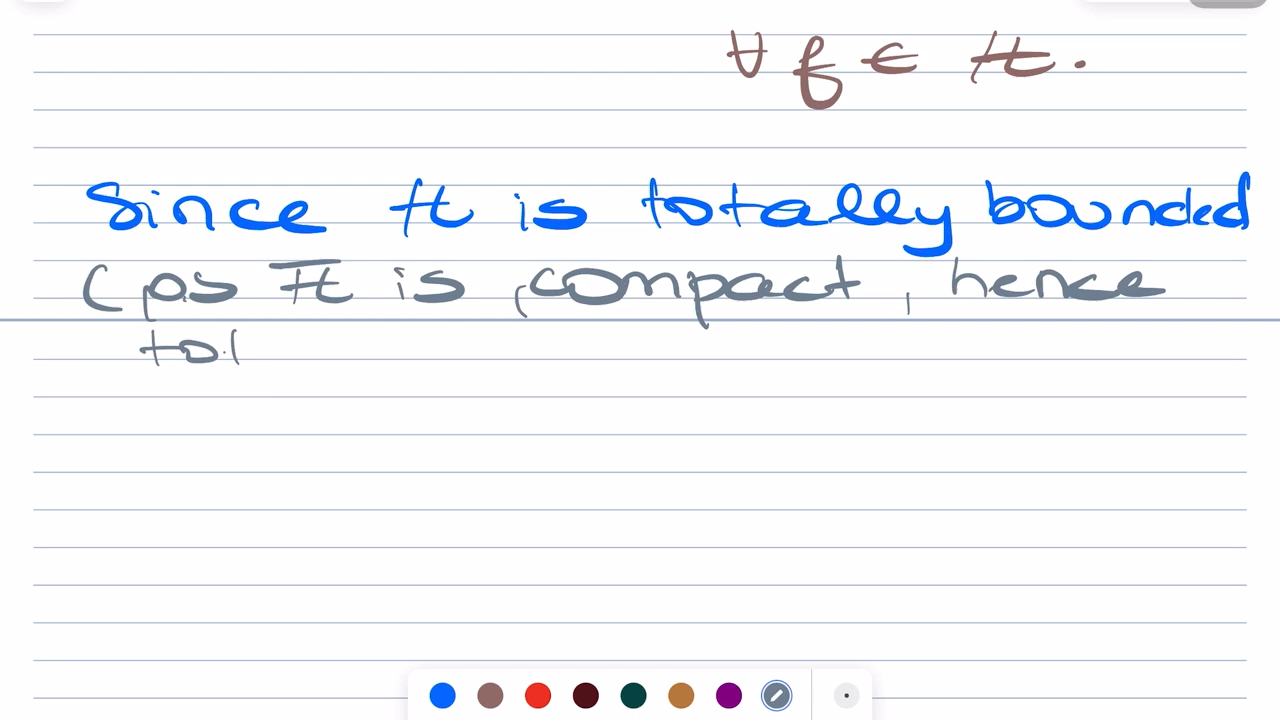 ∀ f ∈ ℋ.
Since ℋ is totally bounded
( as ℋ̅ is compact, hence
tot